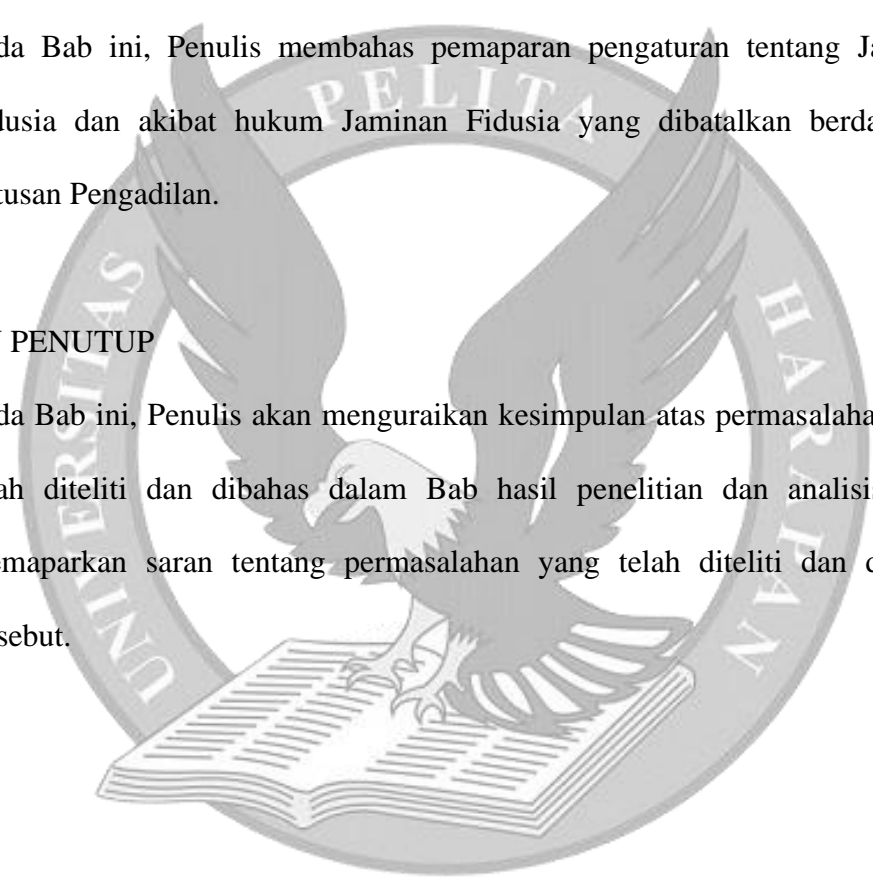 da Bab ini, Penulis membahas pemaparan pengaturan tentang Ja
dusia dan akibat hukum Jaminan Fidusia yang dibatalkan berda
tusan Pengadilan.
PENUTUP
da Bab ini, Penulis akan menguraikan kesimpulan atas permasalaha
ah diteliti dan dibahas dalam Bab hasil penelitian dan analisis
emaparkan saran tentang permasalahan yang telah diteliti dan d
sebut.
UNIVERSITAS PELITA HARAPAN